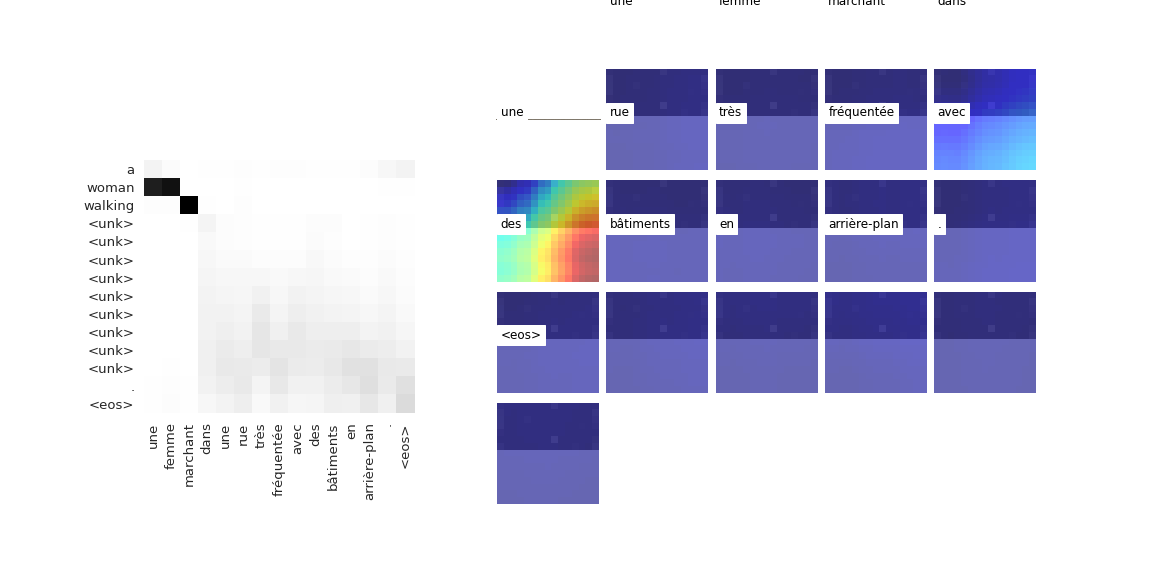 une femme marchant dans
une rue très fréquentée avec
des bâtiments en arrière-plan .
<eos>
a
woman
walking
<unk>
<unk>
<unk>
<unk>
<unk>
<unk>
<unk>
<unk>
<unk>
.
<eos>
une femme marchant dans une rue très fréquentée avec des bâtiments en arrière-plan . <eos>